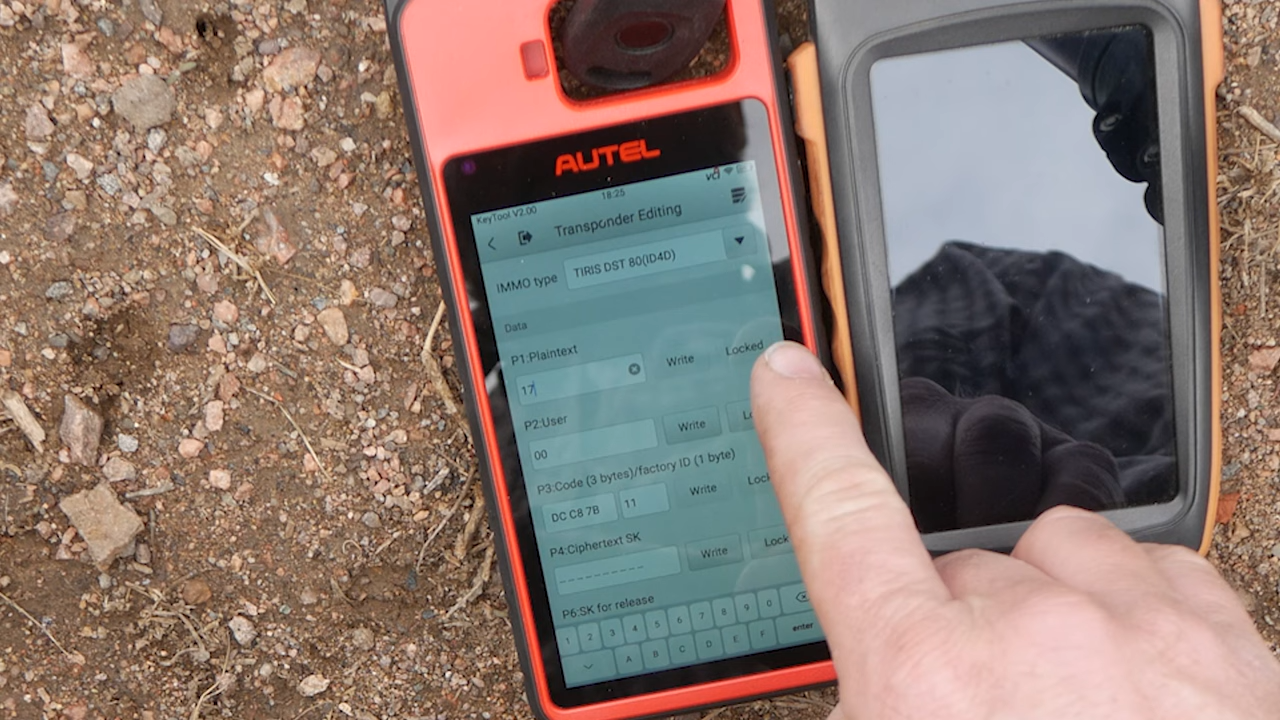 AUTEL
KeyTool V2.00 18:25 VCI
Transponder Editing
IMMO type TIRIS DST 80(ID4D)
Data
P1:Plaintext
17 Write Locked
P2:User
00 Write
P3:Code (3 bytes)/factory ID (1 byte)
DC C8 7B 11 Write
P4:Ciphertext SK
-------- Write Lock
P6:SK for release
1 2 3 4 5 6 7 8 9 0
A B C D E F enter